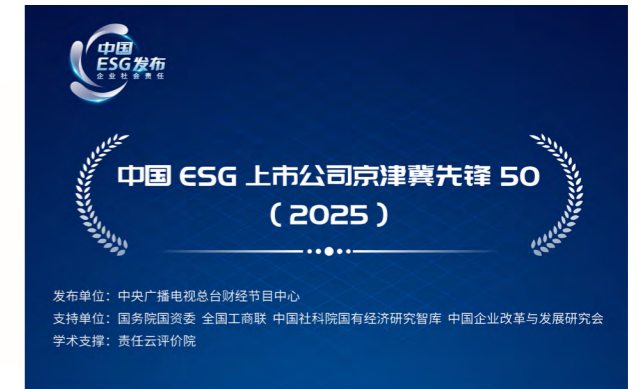 中国
ESG发布
企业社会责任
中国 ESG 上市公司京津冀先锋 50
（2025）
发布单位：中央广播电视总台财经节目中心
支持单位：国务院国资委 全国工商联 中国社科院国有经济研究智库 中国企业改革与发展研究会
学术支撑：责任云评价院